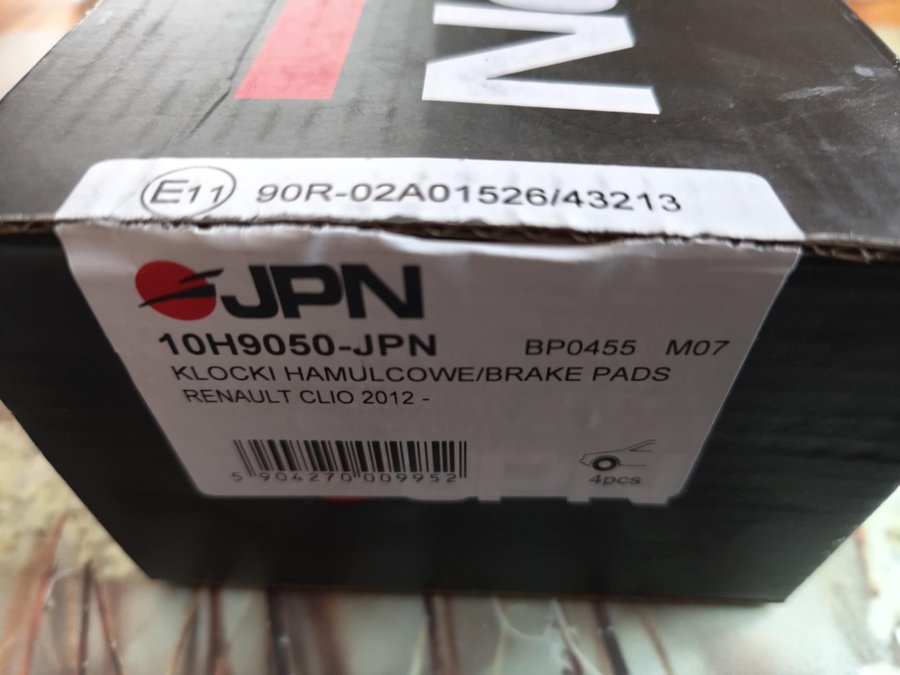 E11 90R-02A01526/43213
JPN
10H9050-JPN BP0455 M07
KLOCKI HAMULCOWE/BRAKE PADS
RENAULT CLIO 2012 -
5 904270 009952
4pcs